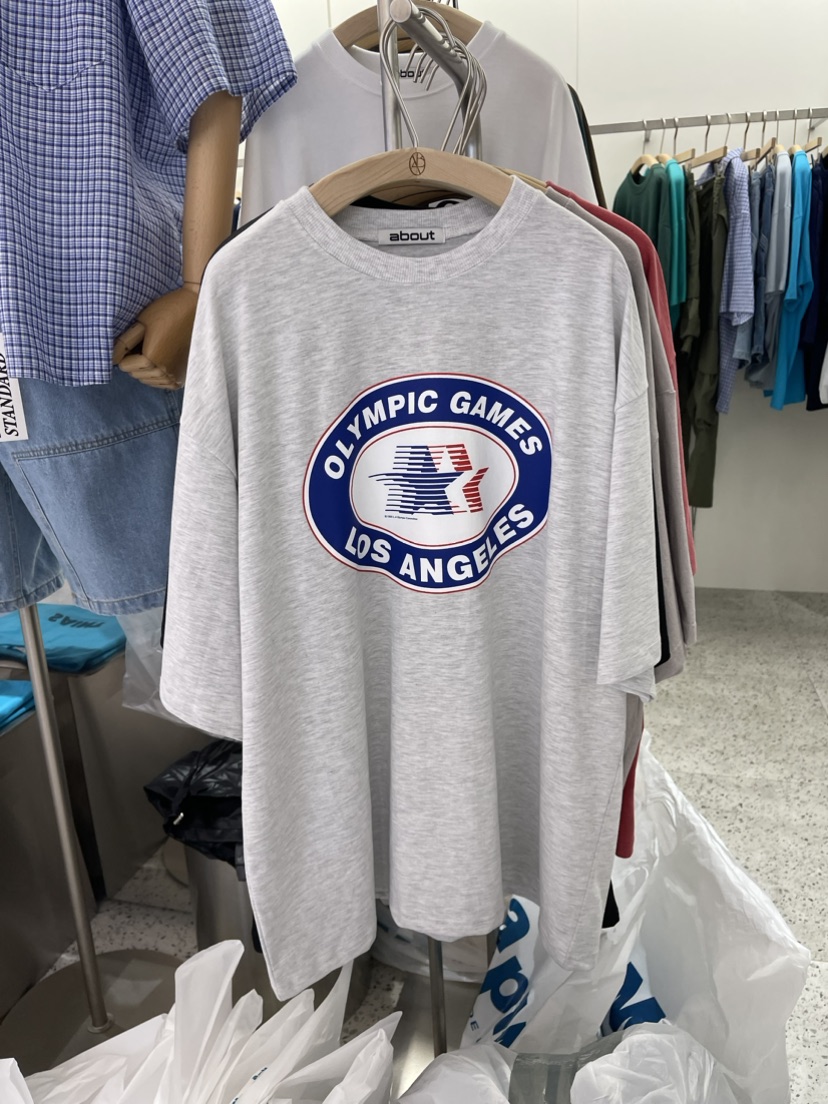 about
about
OLYMPIC GAMES
LOS ANGELES
STANDARD